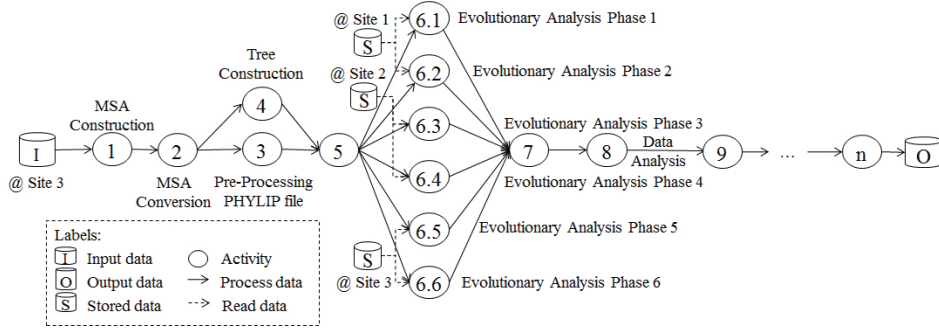 @ Site 1
S
6.1
Evolutionary Analysis Phase 1
@ Site 2
S
6.2
Evolutionary Analysis Phase 2
Tree
Construction
4
MSA
Construction
6.3
Evolutionary Analysis Phase 3
I
1
2
3
5
7
8
Data
Analysis
9
...
n
O
@ Site 3
MSA
Conversion
Pre-Processing
PHYLIP file
6.4
Evolutionary Analysis Phase 4
6.5
Evolutionary Analysis Phase 5
S
@ Site 3
6.6
Evolutionary Analysis Phase 6
Labels:
I Input data
Activity
O Output data
Process data
S Stored data
Read data